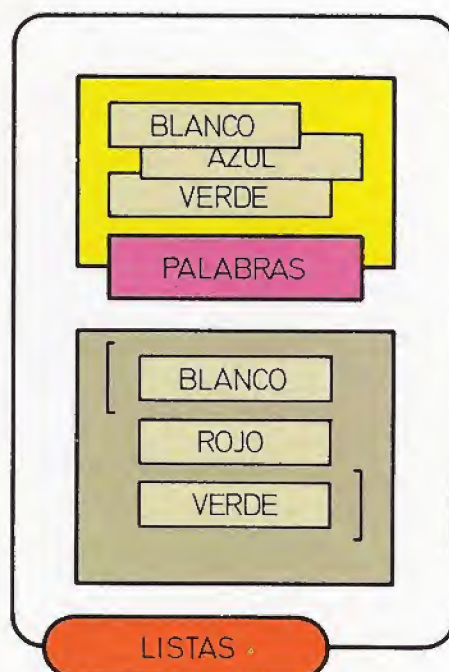 BLANCO
AZUL
VERDE
PALABRAS
[ BLANCO
ROJO
VERDE ]
LISTAS